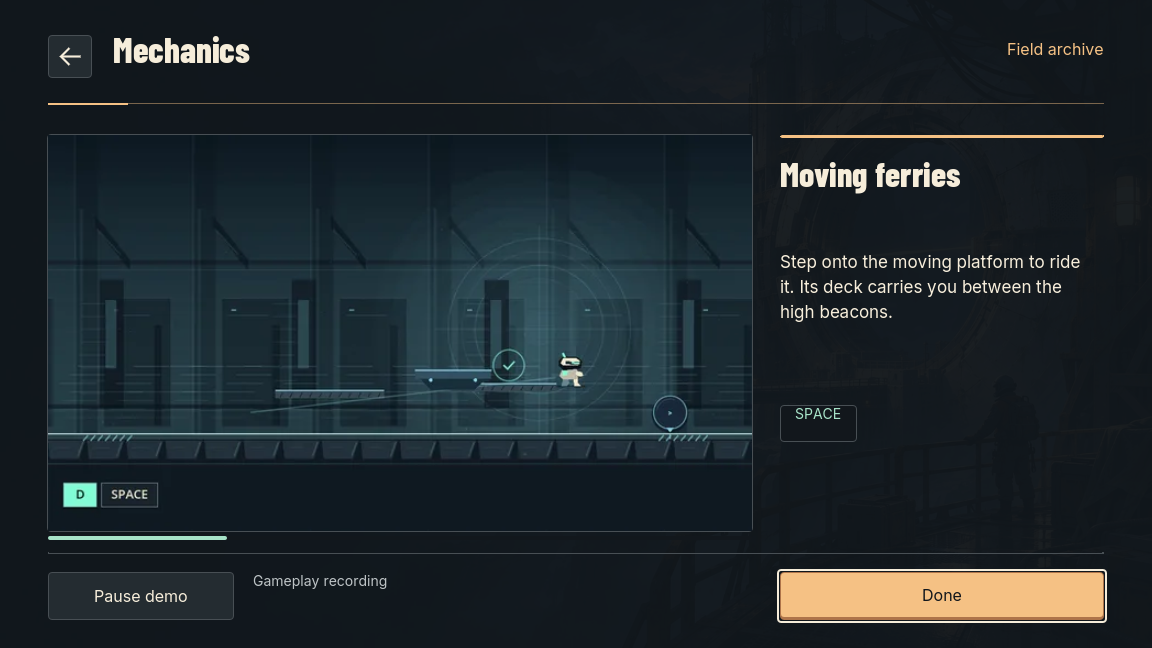 Mechanics
Field archive
Moving ferries
Step onto the moving platform to ride
it. Its deck carries you between the
high beacons.
SPACE
D
SPACE
Pause demo
Gameplay recording
Done